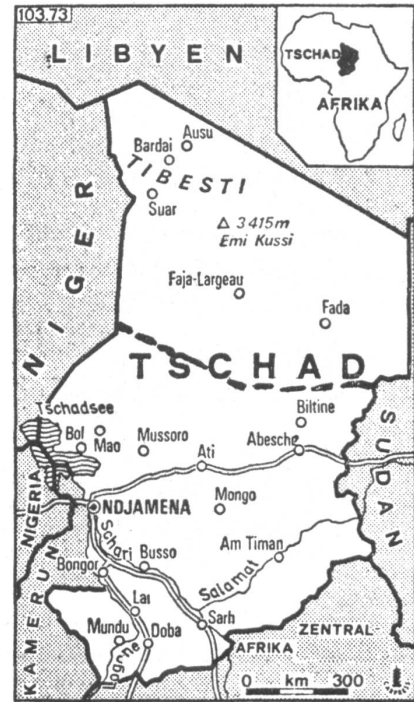 103.73
LIBYEN
TSCHAD
AFRIKA
Ausu
Bardai
TIBESTI
Suar
△ 3415m
Emi Kussi
NIGER
Faja-Largeau
Fada
TSCHAD
Biltine
Tschadsee
Bol
Mao
Mussoro
Abesche
Ati
SUDAN
NIGERIA
NDJAMENA
Mongo
Schari
Busso
Am Timan
Bongor
Salamat
KAMERUN
Lai
Sarh
Mundu
Doba
Logone
ZENTRAL-
AFRIKA
0 km 300